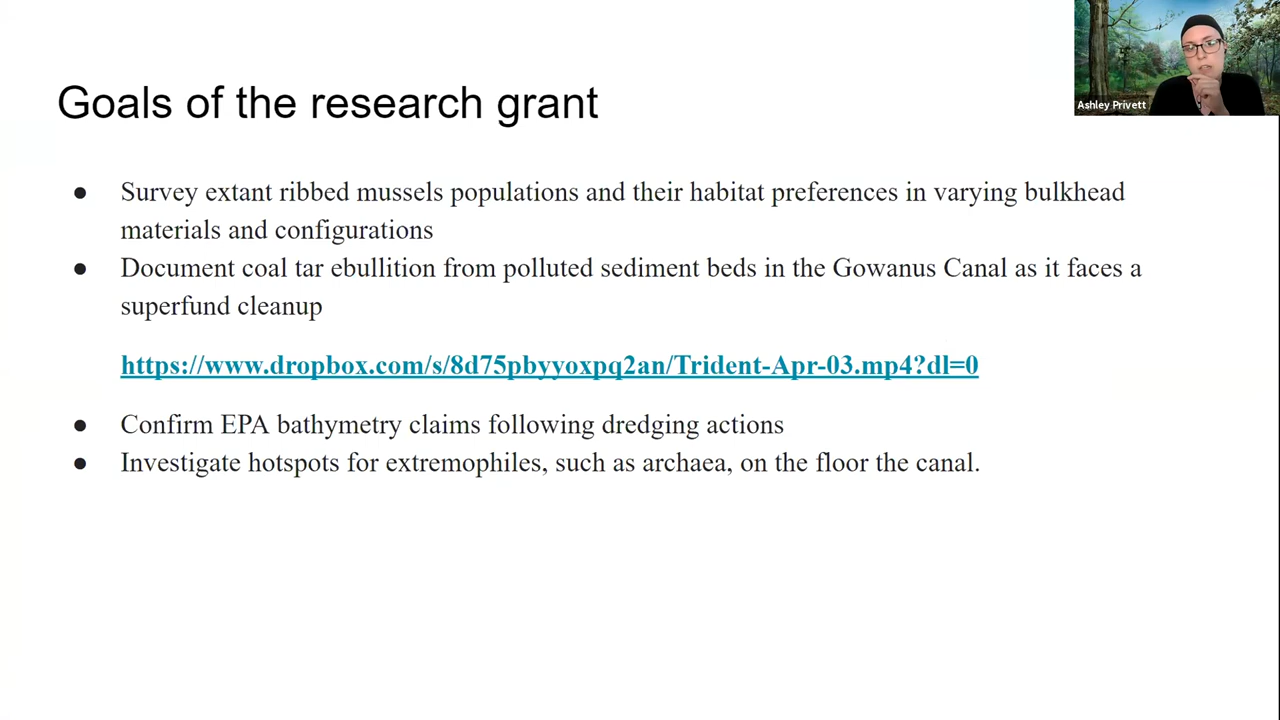 Goals of the research grant
Ashley Privett
● Survey extant ribbed mussels populations and their habitat preferences in varying bulkhead
materials and configurations
● Document coal tar ebullition from polluted sediment beds in the Gowanus Canal as it faces a
superfund cleanup
https://www.dropbox.com/s/8d75pbyyoxpq2an/Trident-Apr-03.mp4?dl=0
● Confirm EPA bathymetry claims following dredging actions
● Investigate hotspots for extremophiles, such as archaea, on the floor the canal.